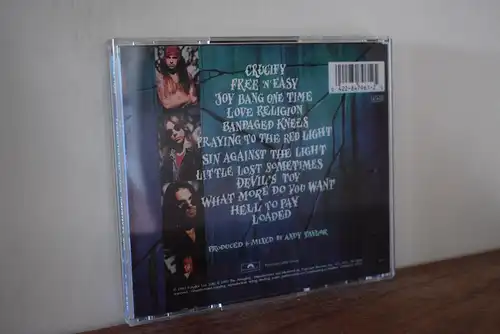 CRUCIFY
FREE 'N' EASY
JOY BANG ONE TIME
LOVE RELIGION
BANDAGED KNEES
PRAYING TO THE RED LIGHT
SIN AGAINST THE LIGHT
LITTLE LOST SOMETIMES
DEVIL'S TOY
WHAT MORE DO YOU WANT
HELL TO PAY
LOADED
PRODUCED & MIXED BY ANDY TAYLOR